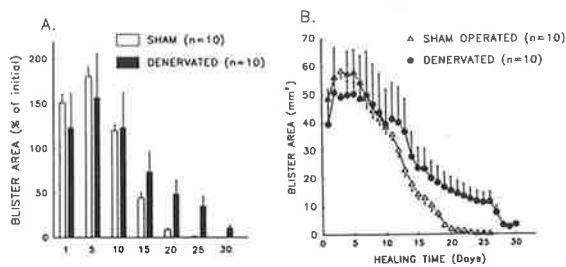 A.
SHAM (n=10)
DENERVATED (n=10)
BLISTER AREA (% of initial)
200
150
100
50
0
1 5 10 15 20 25 30
B.
SHAM OPERATED (n=10)
DENERVATED (n=10)
BLISTER AREA (mm²)
70
60
50
40
30
20
10
0
0 5 10 15 20 25 30
HEALING TIME (Days)